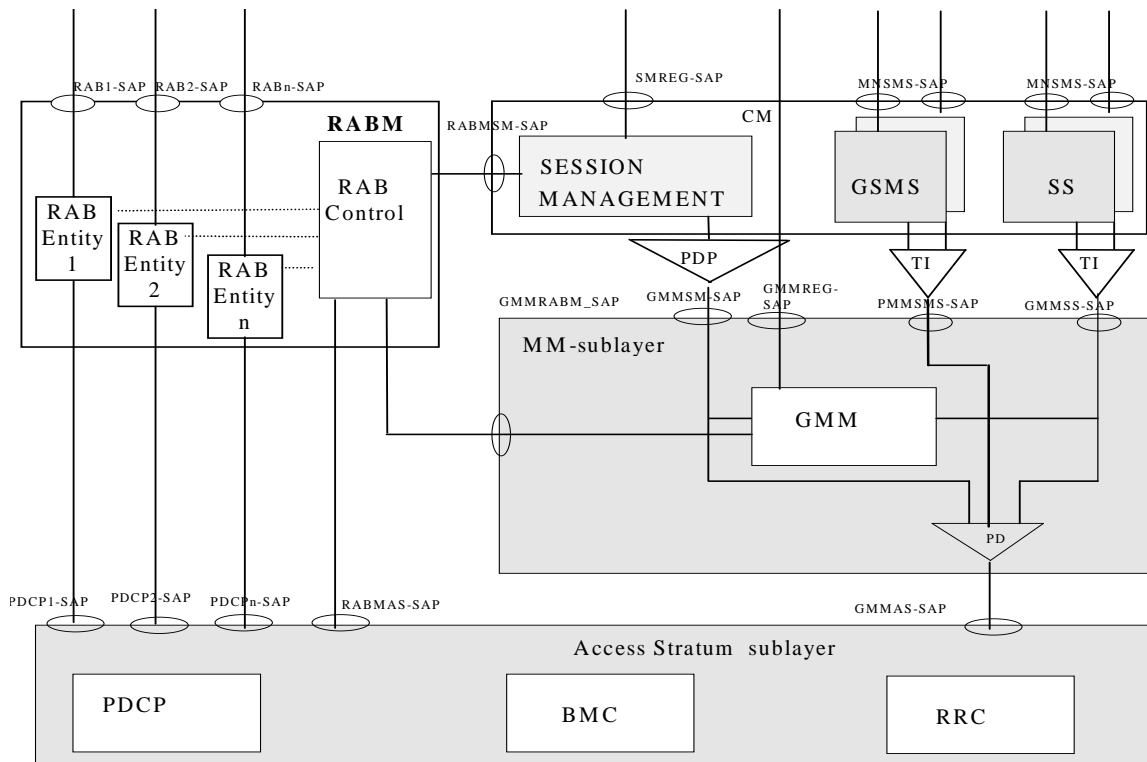 RAB1-SAP
RAB2-SAP
RABn-SAP
SMREG-SAP
MNSMS-SAP
MNSMS-SAP
RABM
RABMSM-SAP
CM
RAB
Control
SESSION
MANAGEMENT
GSMS
SS
RAB
Entity
1
RAB
Entity
2
RAB
Entity
n
PDP
TI
TI
GMMRABM_SAP
GMMSM-SAP
GMMREG-
SAP
PMMSMS-SAP
GMMSS-SAP
MM-sublayer
GMM
PD
PDCP1-SAP
PDCP2-SAP
PDCPn-SAP
RABMAS-SAP
GMMAS-SAP
Access Stratum sublayer
PDCP
BMC
RRC